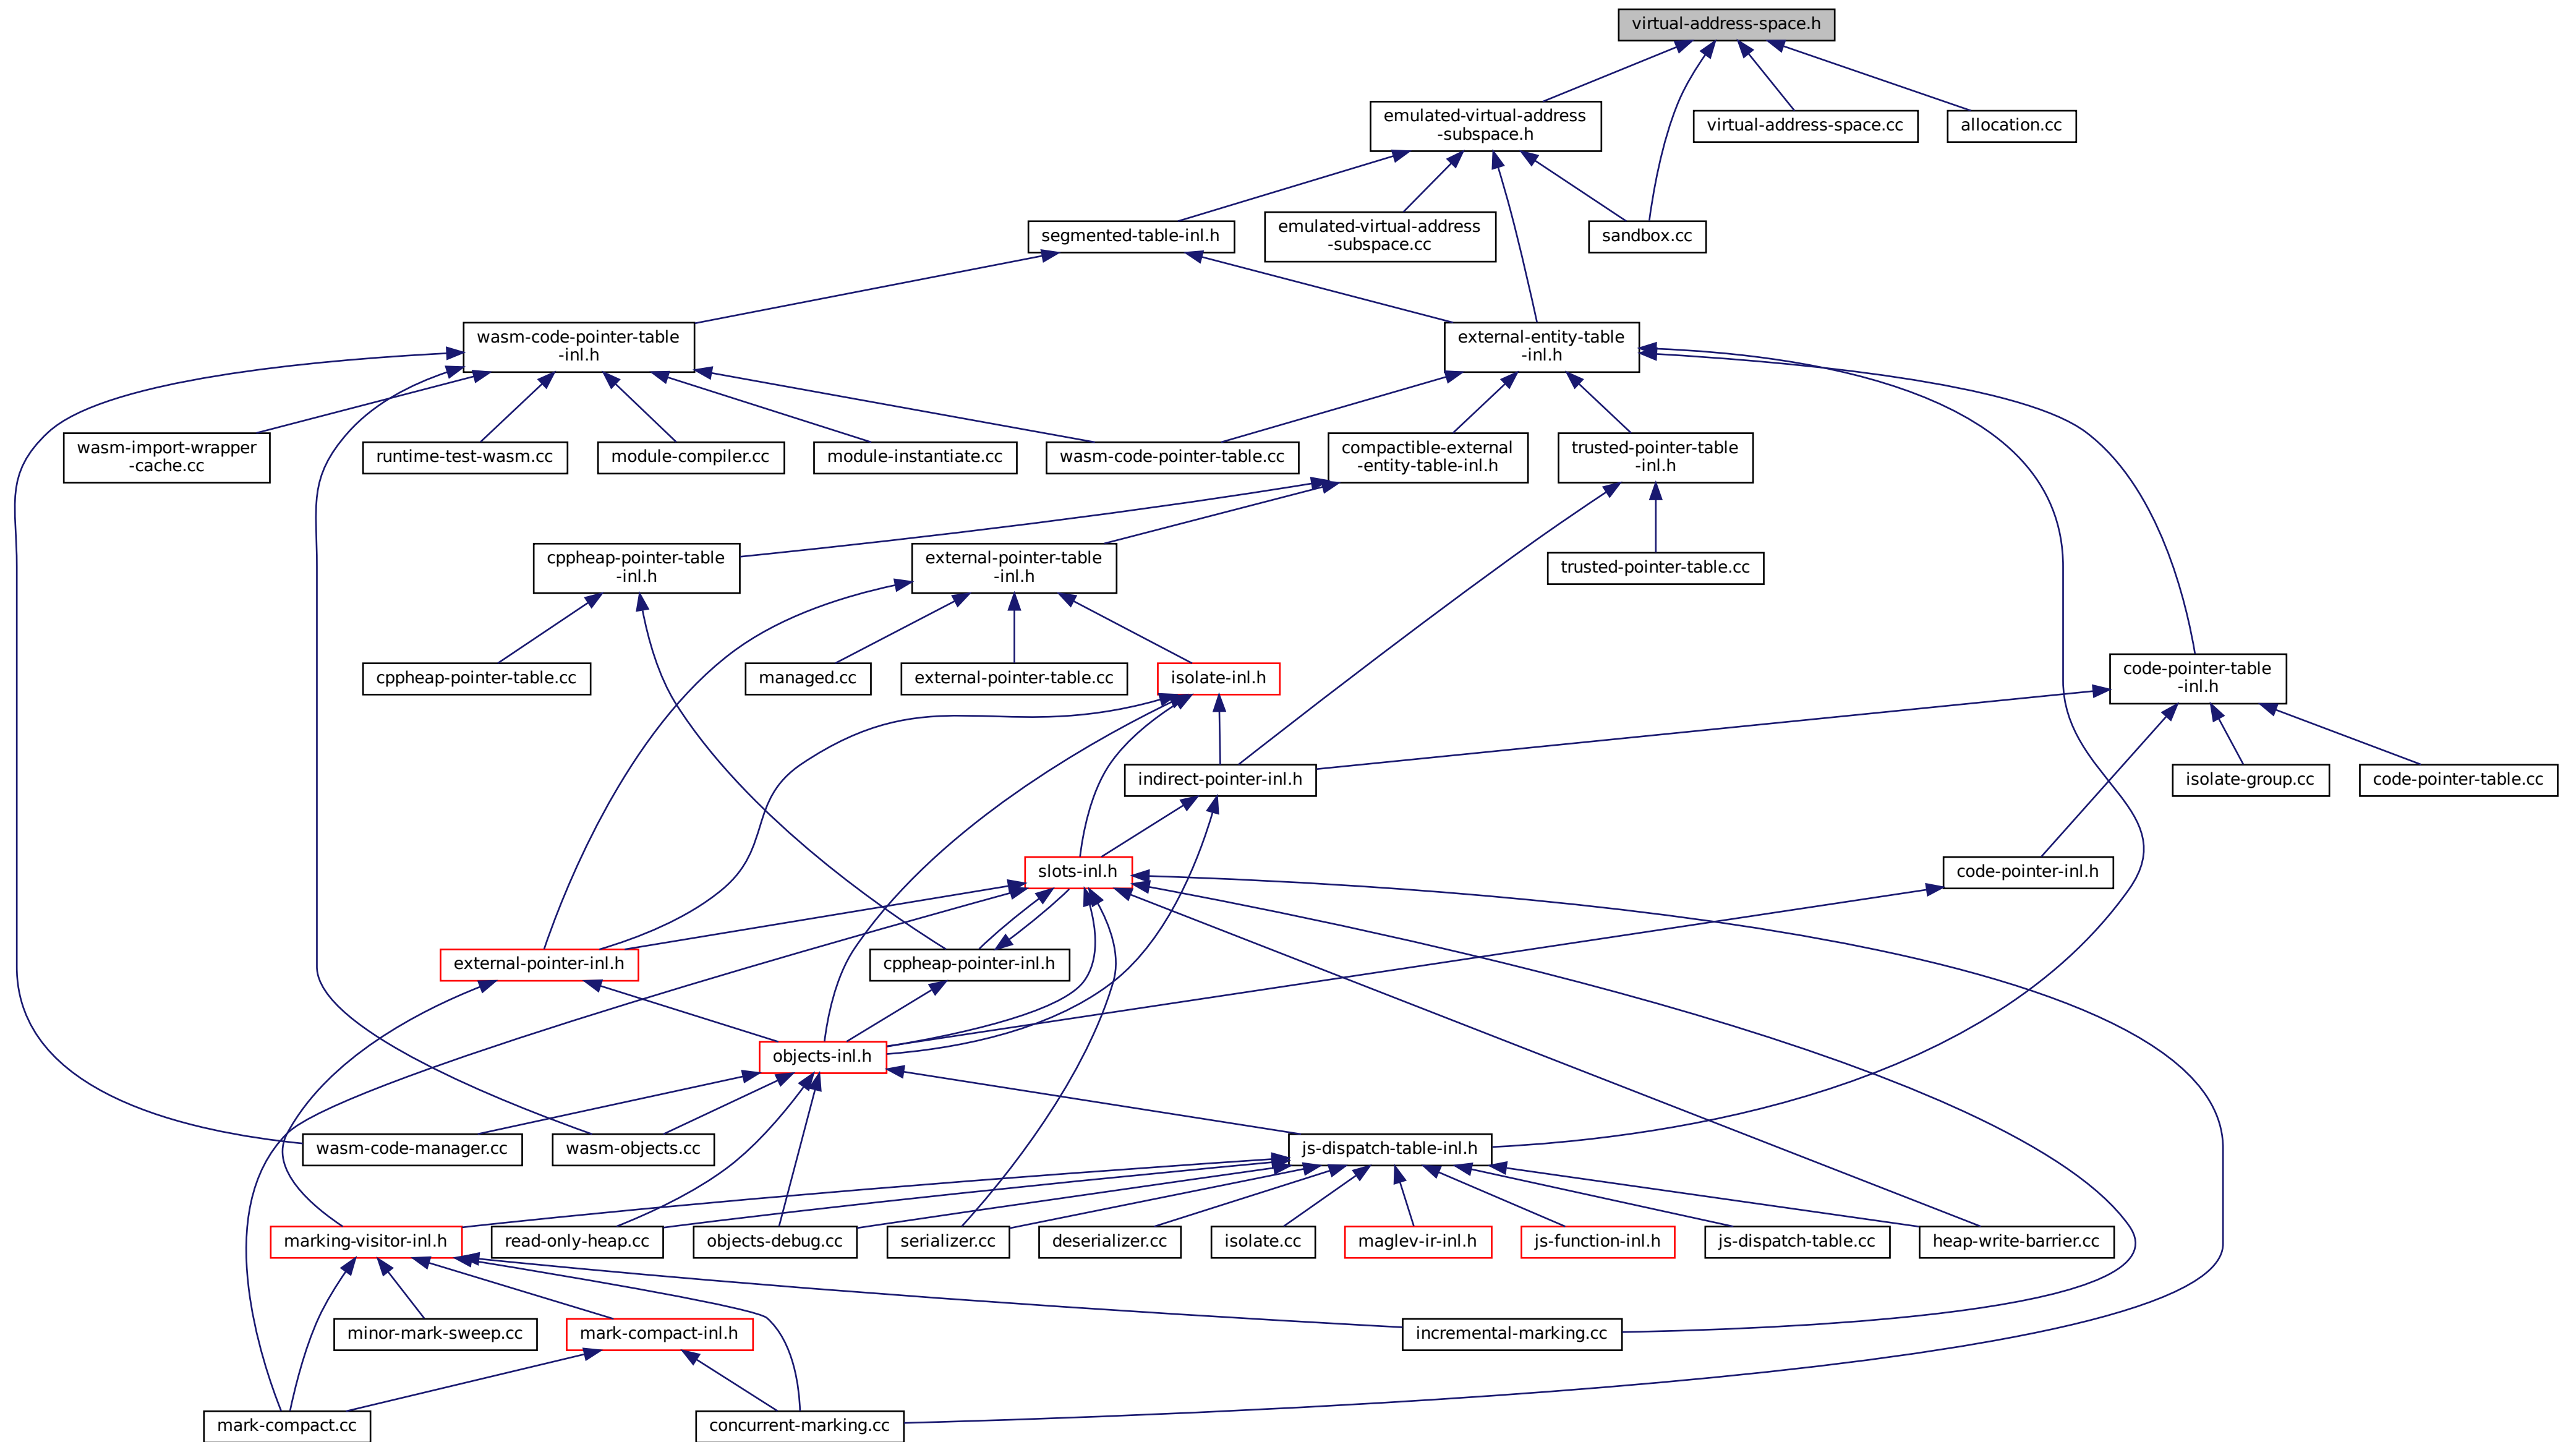 virtual-address-space.h
emulated-virtual-address
-subspace.h
virtual-address-space.cc
allocation.cc
segmented-table-inl.h
emulated-virtual-address
-subspace.cc
sandbox.cc
wasm-code-pointer-table
-inl.h
external-entity-table
-inl.h
wasm-import-wrapper
-cache.cc
runtime-test-wasm.cc
module-compiler.cc
module-instantiate.cc
wasm-code-pointer-table.cc
compactible-external
-entity-table-inl.h
trusted-pointer-table
-inl.h
cppheap-pointer-table
-inl.h
external-pointer-table
-inl.h
trusted-pointer-table.cc
cppheap-pointer-table.cc
managed.cc
external-pointer-table.cc
isolate-inl.h
code-pointer-table
-inl.h
indirect-pointer-inl.h
isolate-group.cc
code-pointer-table.cc
slots-inl.h
code-pointer-inl.h
external-pointer-inl.h
cppheap-pointer-inl.h
objects-inl.h
wasm-code-manager.cc
wasm-objects.cc
js-dispatch-table-inl.h
marking-visitor-inl.h
read-only-heap.cc
objects-debug.cc
serializer.cc
deserializer.cc
isolate.cc
maglev-ir-inl.h
js-function-inl.h
js-dispatch-table.cc
heap-write-barrier.cc
minor-mark-sweep.cc
mark-compact-inl.h
incremental-marking.cc
mark-compact.cc
concurrent-marking.cc